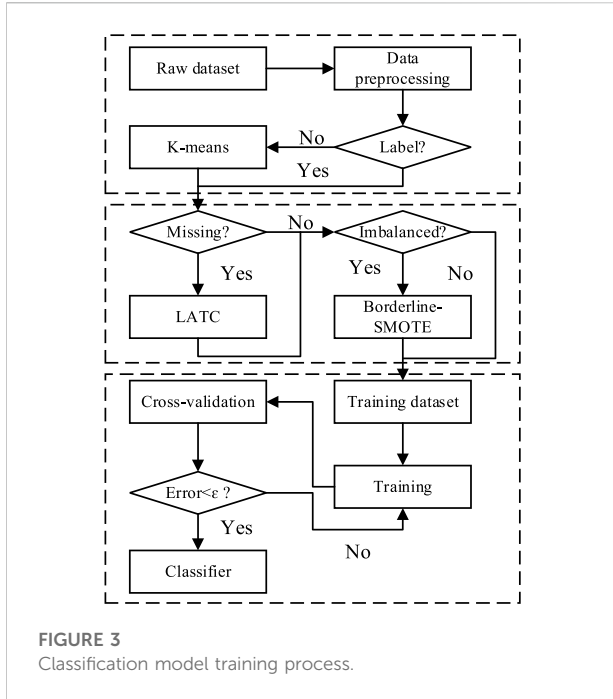 Raw dataset
Data
preprocessing
K-means
No
Label?
Yes
Missing?
No
Imbalanced?
Yes
Yes
No
LATC
Borderline-
SMOTE
Cross-validation
Training dataset
Error<ε ?
Training
Yes
No
Classifier
FIGURE 3
Classification model training process.